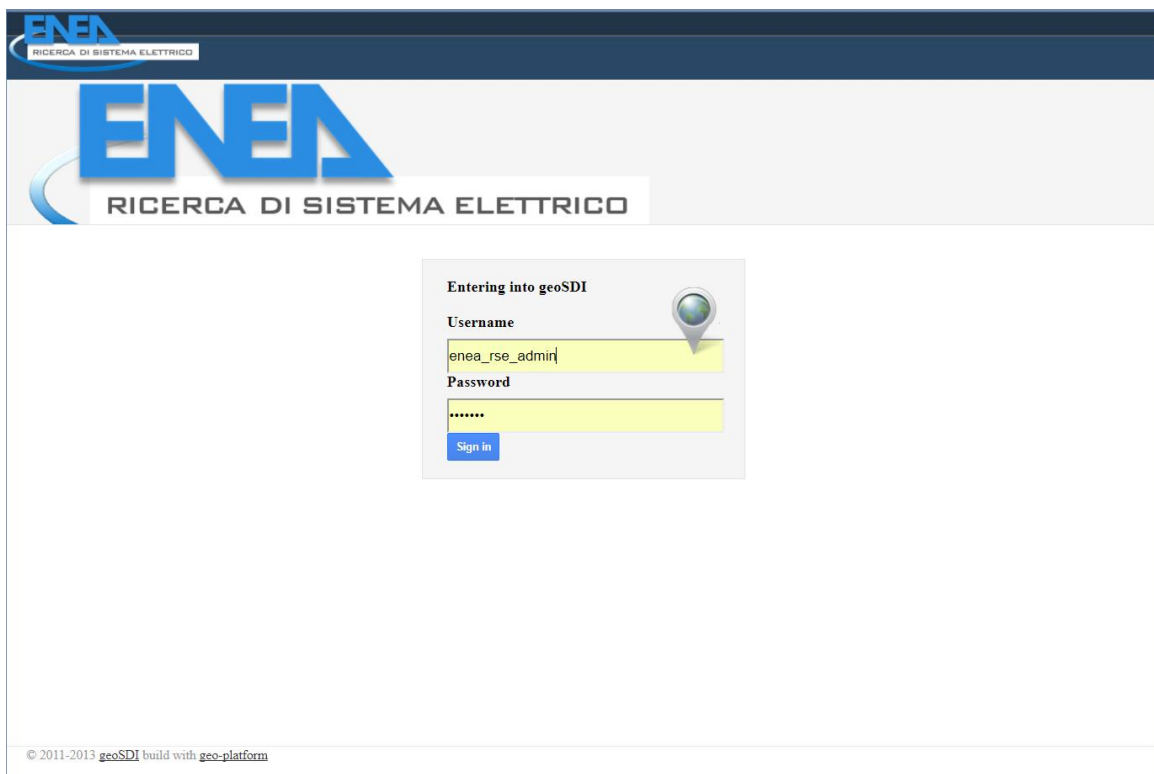 ENEA
RICERCA DI SISTEMA ELETTRICO
ENEA
RICERCA DI SISTEMA ELETTRICO
Entering into geoSDI
Username
enea_rse_admin
Password
•••••••
Sign in
© 2011-2013 geoSDI build with geo-platform